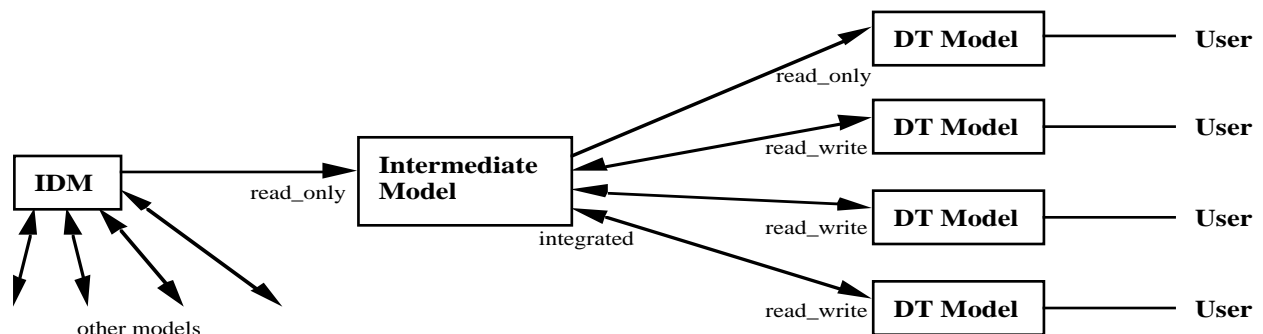 DT Model User
read_only
DT Model User
read_write
Intermediate
Model
IDM
read_only
DT Model User
read_write
integrated
DT Model User
read_write
other models